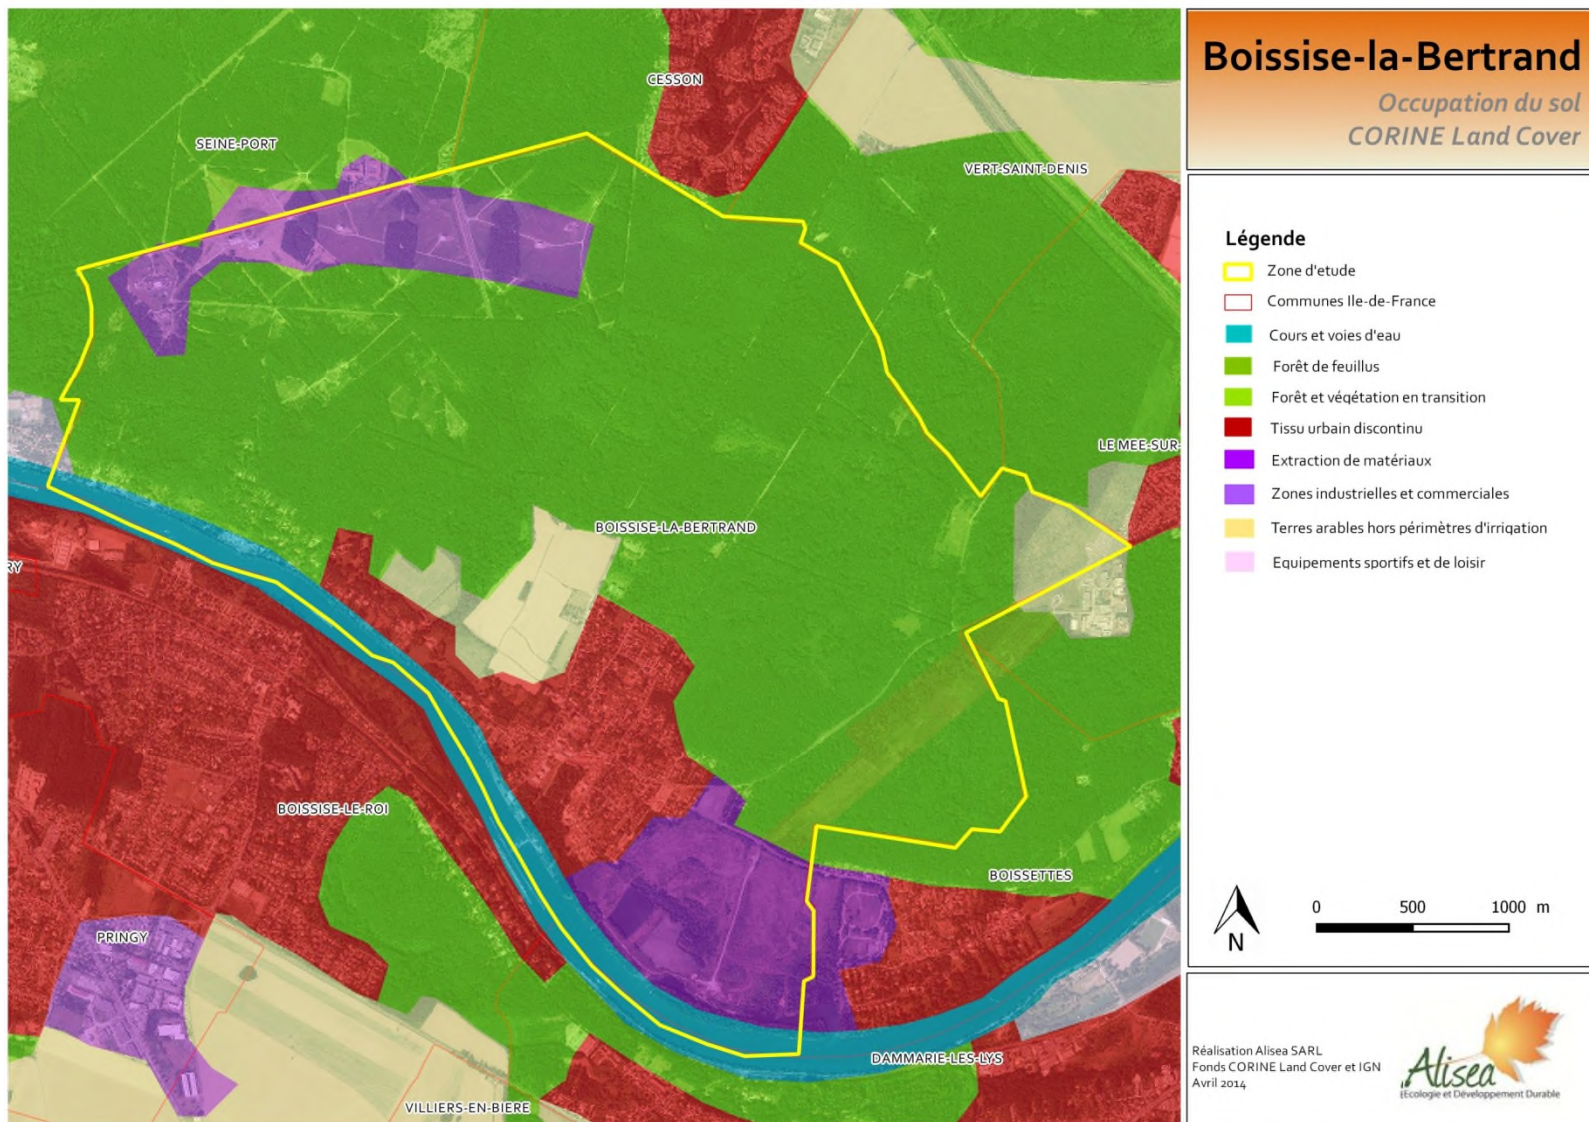 Boissise-la-Bertrand
Occupation du sol
CORINE Land Cover
CESSON
SEINE-PORT
VERT-SAINT-DENIS
LE MEE-SUR-
BOISSISE-LA-BERTRAND
RY
BOISSISE-LE-ROI
BOISSETTES
PRINGY
DAMMARIE-LES-LYS
VILLIERS-EN-BIERE
Légende
Zone d'etude
Communes Ile-de-France
Cours et voies d'eau
Forêt de feuillus
Forêt et végétation en transition
Tissu urbain discontinu
Extraction de matériaux
Zones industrielles et commerciales
Terres arables hors périmètres d'irrigation
Equipements sportifs et de loisir
N
0 500 1000 m
Réalisation Alisea SARL
Fonds CORINE Land Cover et IGN
Avril 2014
Alisea
Ecologie et Développement Durable